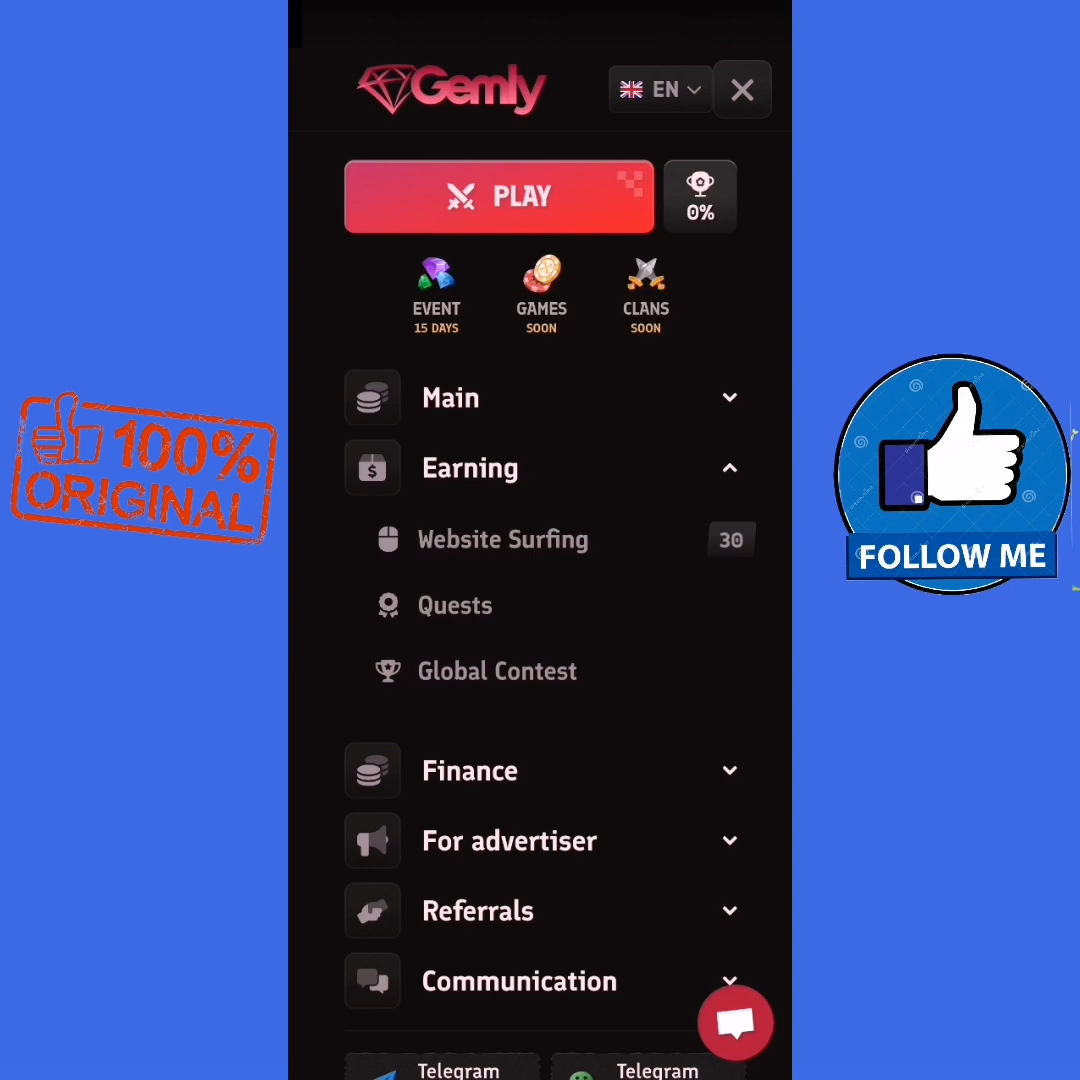 Gemly
EN
PLAY
0%
EVENT
15 DAYS
GAMES
SOON
CLANS
SOON
Main
Earning
Website Surfing
30
Quests
Global Contest
Finance
For advertiser
Referrals
Communication
Telegram
Telegram
100%
ORIGINAL
FOLLOW ME